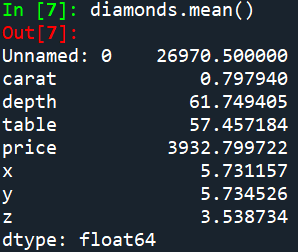 In [7]: diamonds.mean()
Out[7]:
Unnamed: 0    26970.500000
carat             0.797940
depth            61.749405
table            57.457184
price          3932.799722
x                 5.731157
y                 5.734526
z                 3.538734
dtype: float64